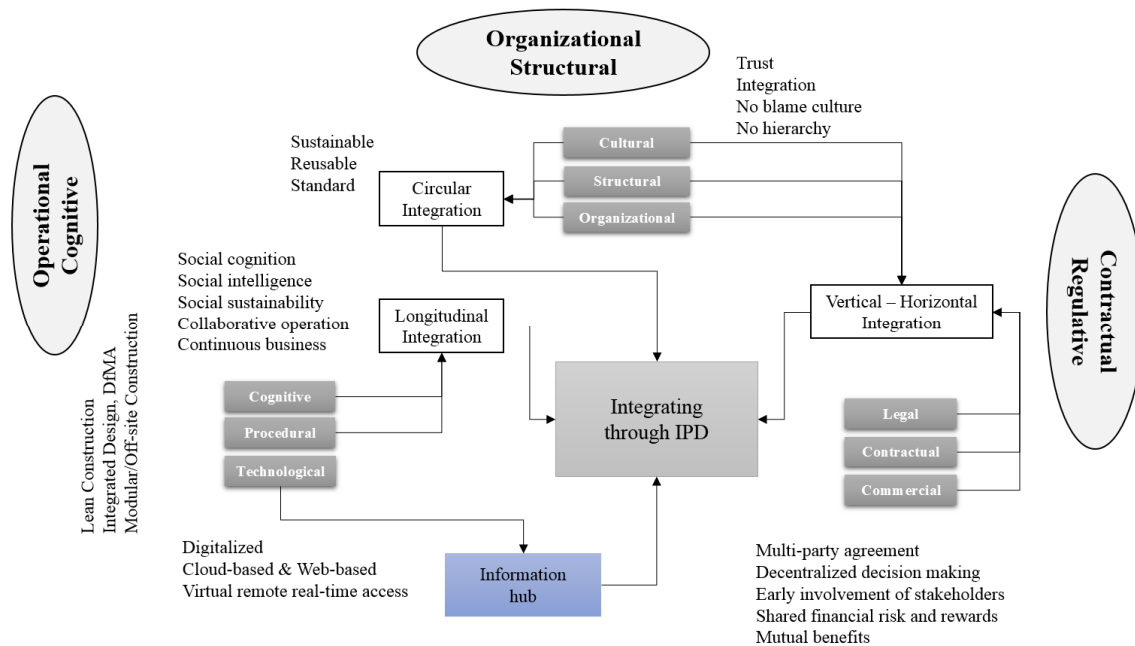 Organizational
Structural
Trust
Integration
No blame culture
No hierarchy
Operational
Cognitive
Sustainable
Reusable
Standard
Circular
Integration
Cultural
Structural
Organizational
Contractual
Regulative
Social cognition
Social intelligence
Social sustainability
Collaborative operation
Continuous business
Longitudinal
Integration
Vertical – Horizontal
Integration
Lean Construction
Integrated Design, DfMA
Modular/Off-site Construction
Cognitive
Procedural
Technological
Integrating
through IPD
Legal
Contractual
Commercial
Digitalized
Cloud-based & Web-based
Virtual remote real-time access
Information
hub
Multi-party agreement
Decentralized decision making
Early involvement of stakeholders
Shared financial risk and rewards
Mutual benefits